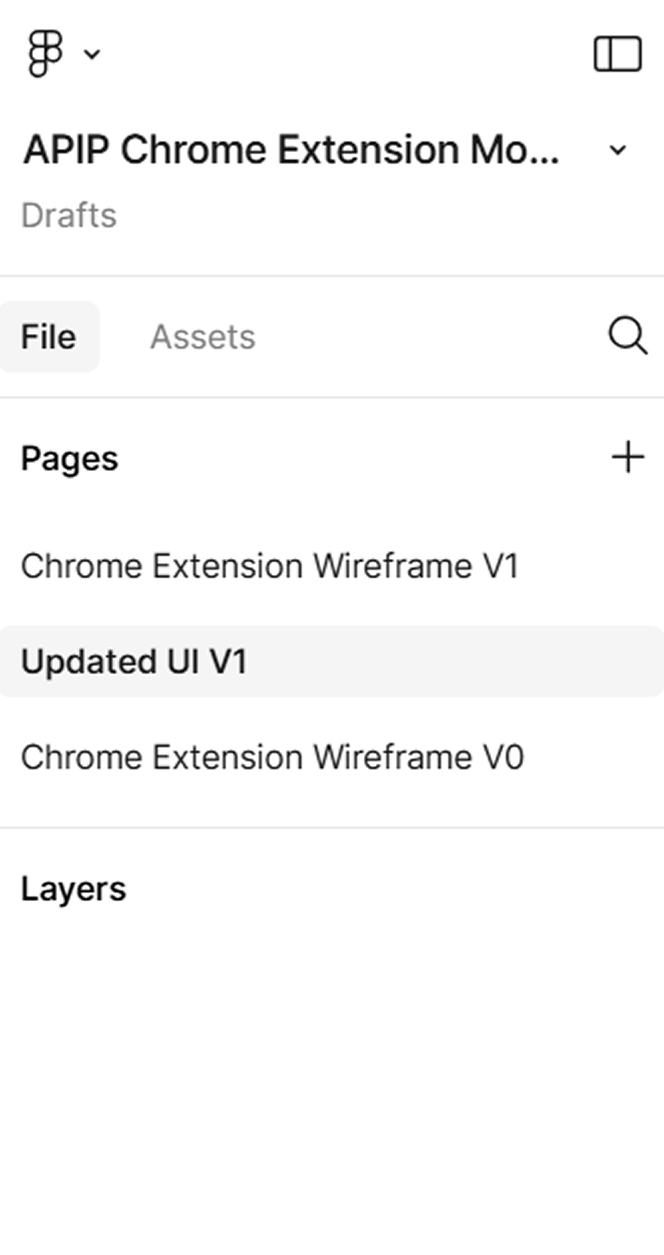 APIP Chrome Extension Mo...
Drafts
File Assets
Pages
Chrome Extension Wireframe V1
Updated UI V1
Chrome Extension Wireframe V0
Layers